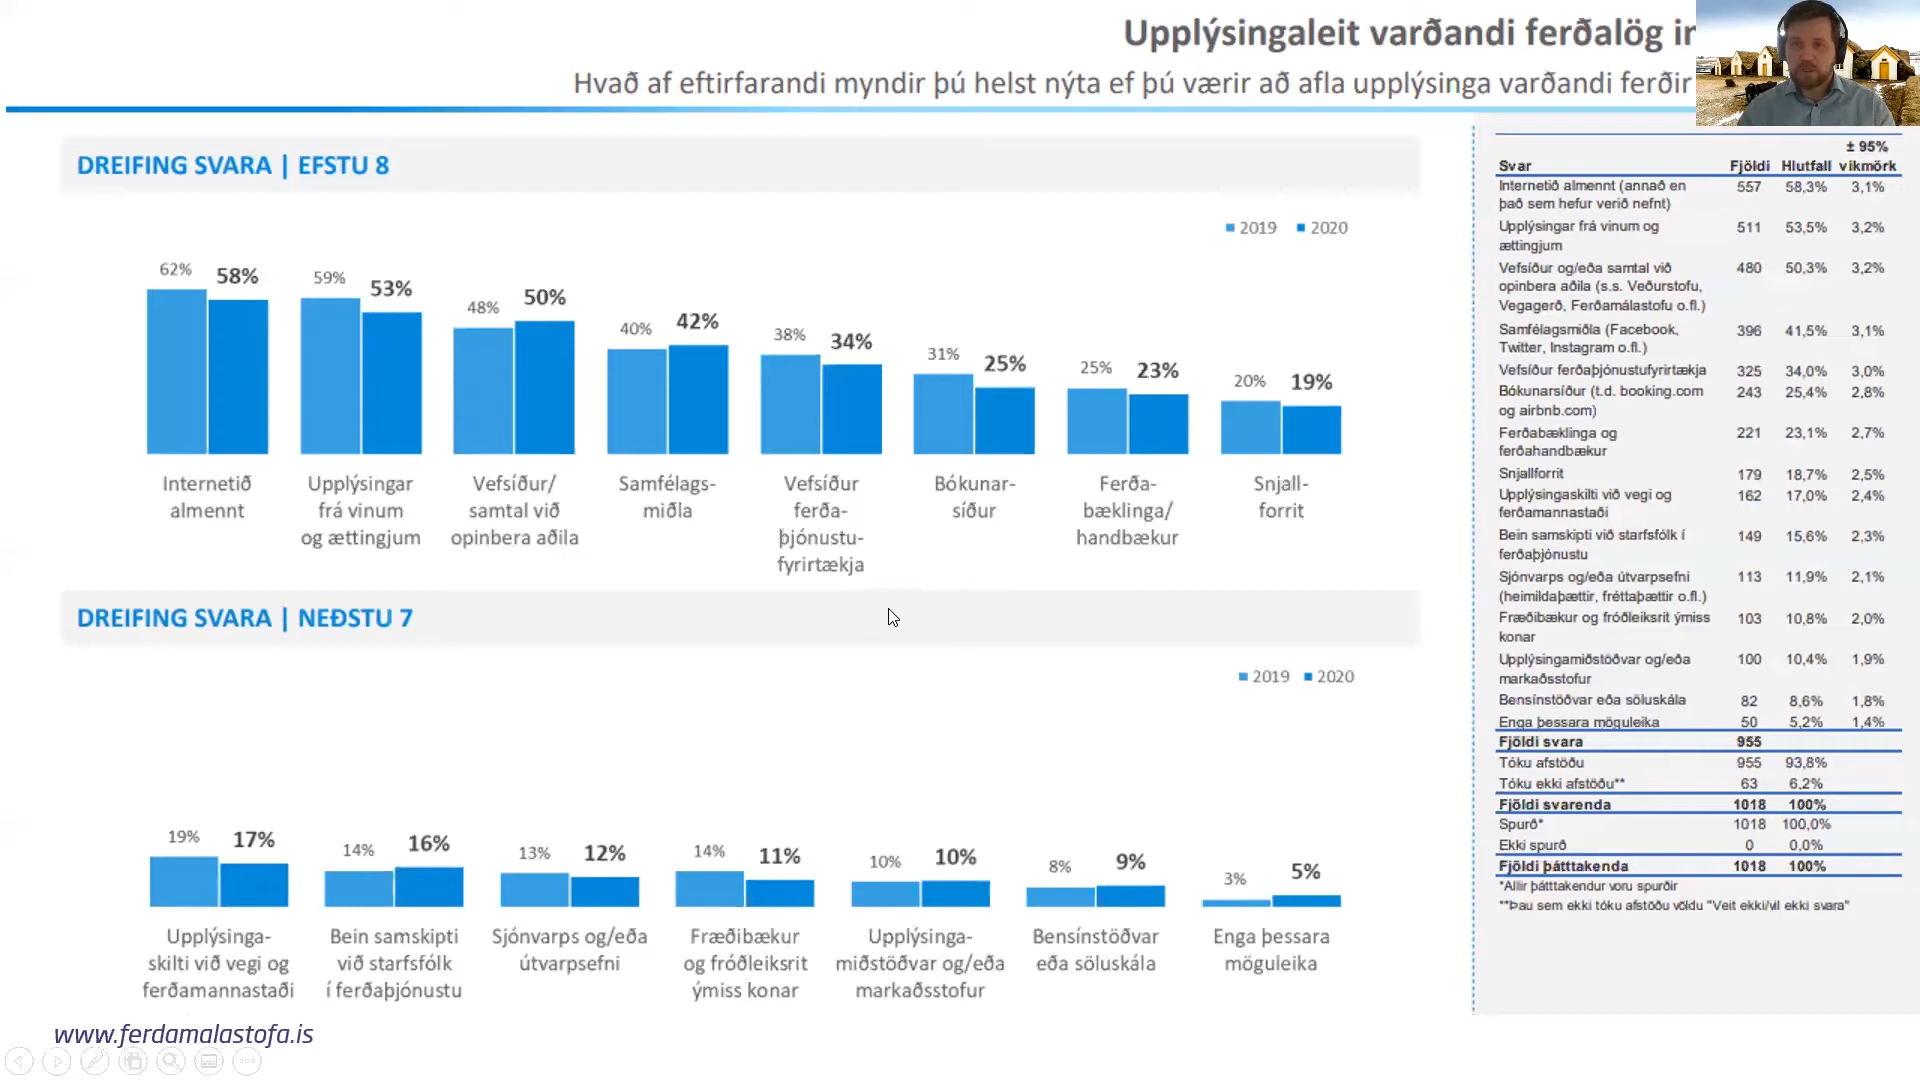 Upplýsingaleit varðandi ferðalög
Hvað af eftirfarandi myndir þú helst nýta ef þú værir að afla upplýsinga varðandi ferðir
DREIFING SVARA | EFSTU 8
2019 2020
62% 58% 59% 53% 48% 50% 40% 42% 38% 34% 31% 25% 25% 23% 20% 19%
Internetið
almennt
Upplýsingar
frá vinum
og ættingjum
Vefsíður/
samtal við
opinbera aðila
Samfélags-
miðla
Vefsíður
ferða-
þjónustu-
fyrirtækja
Bókunar-
síður
Ferða-
bæklinga/
handbækur
Snjall-
forrit
DREIFING SVARA | NEÐSTU 7
2019 2020
19% 17% 14% 16% 13% 12% 14% 11% 10% 10% 8% 9% 3% 5%
Upplýsinga-
skilti við vegi og
ferðamannastaði
Bein samskipti
við starfsfólk
í ferðaþjónustu
Sjónvarps og/eða
útvarpsefni
Fræðibækur
og fróðleiksrit
ýmiss konar
Upplýsinga-
miðstöðvar og/eða
markaðsstofur
Bensínstöðvar
eða söluskála
Enga þessara
möguleika
www.ferdamalastofa.is
± 95%
Svar Fjöldi Hlutfall vikmörk
Internetið almennt (annað en 557 58,3% 3,1%
það sem hefur verið nefnt)
Upplýsingar frá vinum og 511 53,5% 3,2%
ættingjum
Vefsíður og/eða samtal við 480 50,3% 3,2%
opinbera aðila (s.s. Veðurstofu,
Vegagerð, Ferðamálastofu o.fl.)
Samfélagsmiðla (Facebook, 396 41,5% 3,1%
Twitter, Instagram o.fl.)
Vefsíður ferðaþjónustufyrirtækja 325 34,0% 3,0%
Bókunarsíður (t.d. booking.com 243 25,4% 2,8%
og airbnb.com)
Ferðabæklinga og 221 23,1% 2,7%
ferðahandbækur
Snjallforrit 179 18,7% 2,5%
Upplýsingaskilti við vegi og 162 17,0% 2,4%
ferðamannastaði
Bein samskipti við starfsfólk í 149 15,6% 2,3%
ferðaþjónustu
Sjónvarps og/eða útvarpsefni 113 11,9% 2,1%
(heimildaþættir, fréttaþættir o.fl.)
Fræðibækur og fróðleiksrit ýmiss 103 10,8% 2,0%
konar
Upplýsingamiðstöðvar og/eða 100 10,4% 1,9%
markaðsstofur
Bensínstöðvar eða söluskála 82 8,6% 1,8%
Enga þessara möguleika 50 5,2% 1,4%
Fjöldi svara 955
Tóku afstöðu 955 93,8%
Tóku ekki afstöðu** 63 6,2%
Fjöldi svarenda 1018 100%
Spurð* 1018 100,0%
Ekki spurð 0 0,0%
Fjöldi þátttakenda 1018 100%
*Allir þátttakendur voru spurðir
**Þau sem ekki tóku afstöðu völdu "Veit ekki/vil ekki svara"